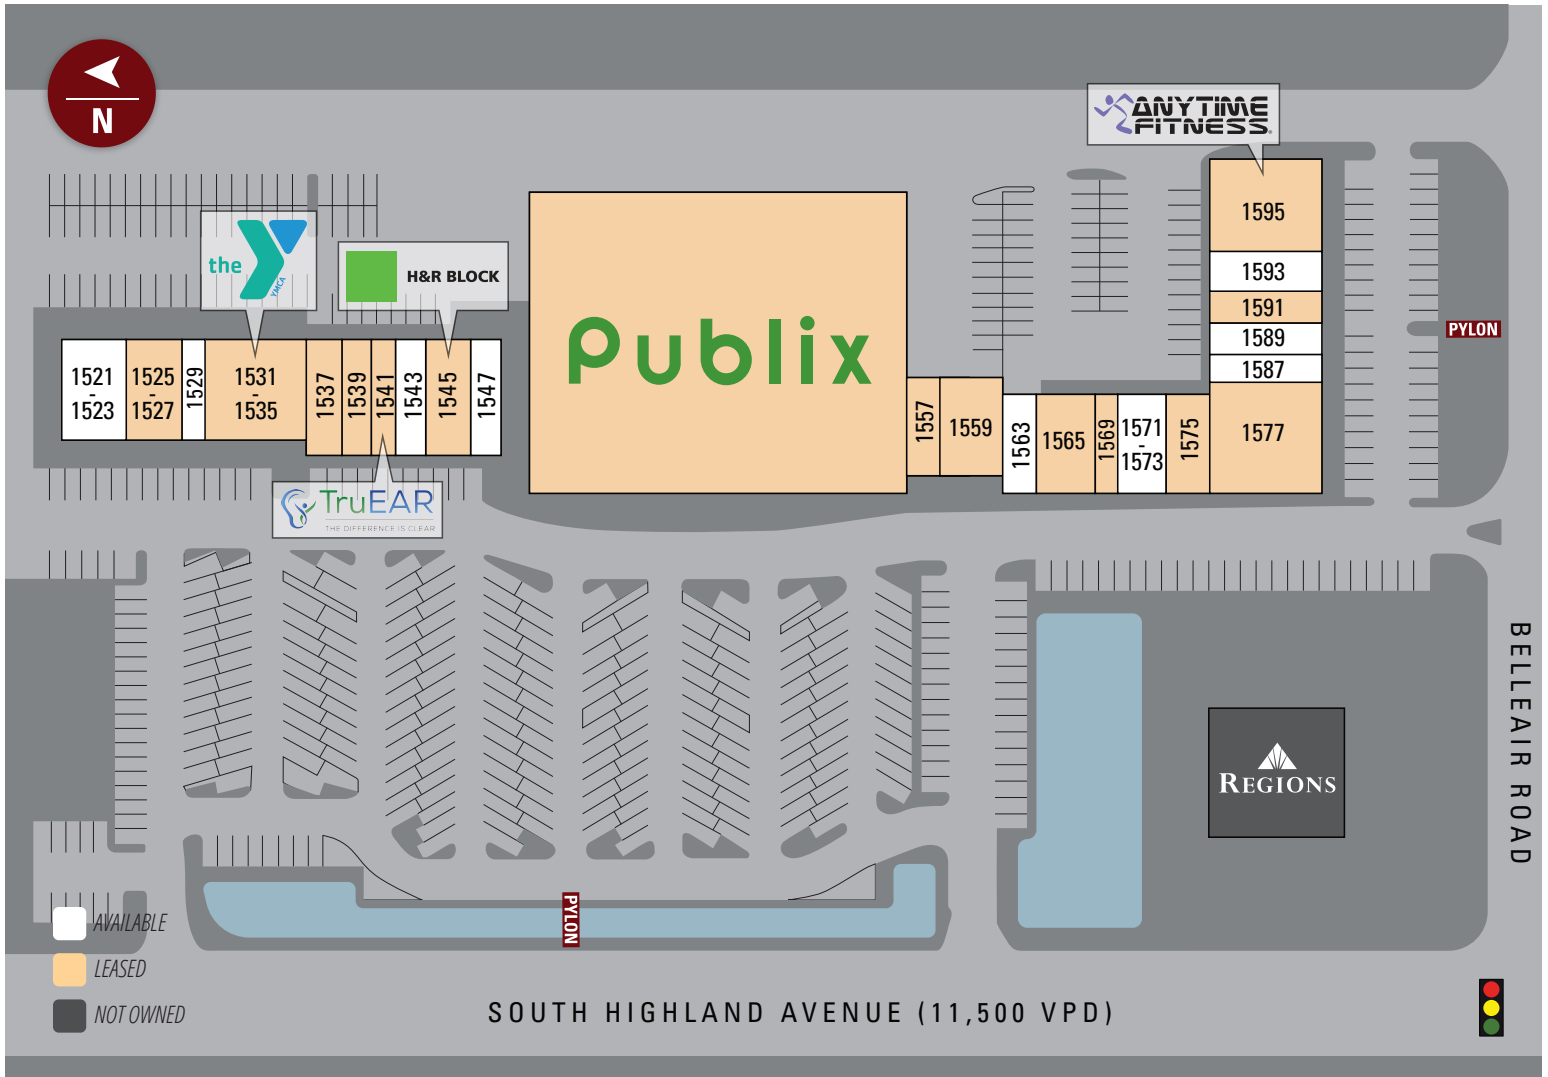 N
ANYTIME
FITNESS
the
YMCA
H&R BLOCK
Publix
1595
1593
1591
1589
1587
1577
PYLON
1521
-
1523
1525
-
1527
1529
1531
-
1535
1537
1539
1541
1543
1545
1547
1557
1559
1563
1565
1569
1571
-
1573
1575
TruEAR
THE DIFFERENCE IS CLEAR
BELLEAIR ROAD
REGIONS
PYLON
AVAILABLE
LEASED
NOT OWNED
SOUTH HIGHLAND AVENUE (11,500 VPD)